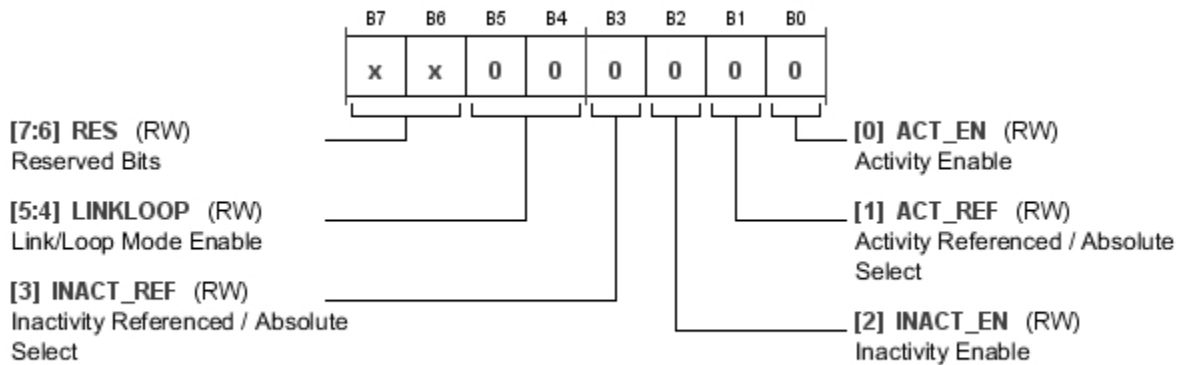 B7 B6 B5 B4 B3 B2 B1 B0
x x 0 0 0 0 0 0
[7:6] RES (RW)
Reserved Bits
[5:4] LINKLOOP (RW)
Link/Loop Mode Enable
[3] INACT_REF (RW)
Inactivity Referenced / Absolute
Select
[0] ACT_EN (RW)
Activity Enable
[1] ACT_REF (RW)
Activity Referenced / Absolute
Select
[2] INACT_EN (RW)
Inactivity Enable